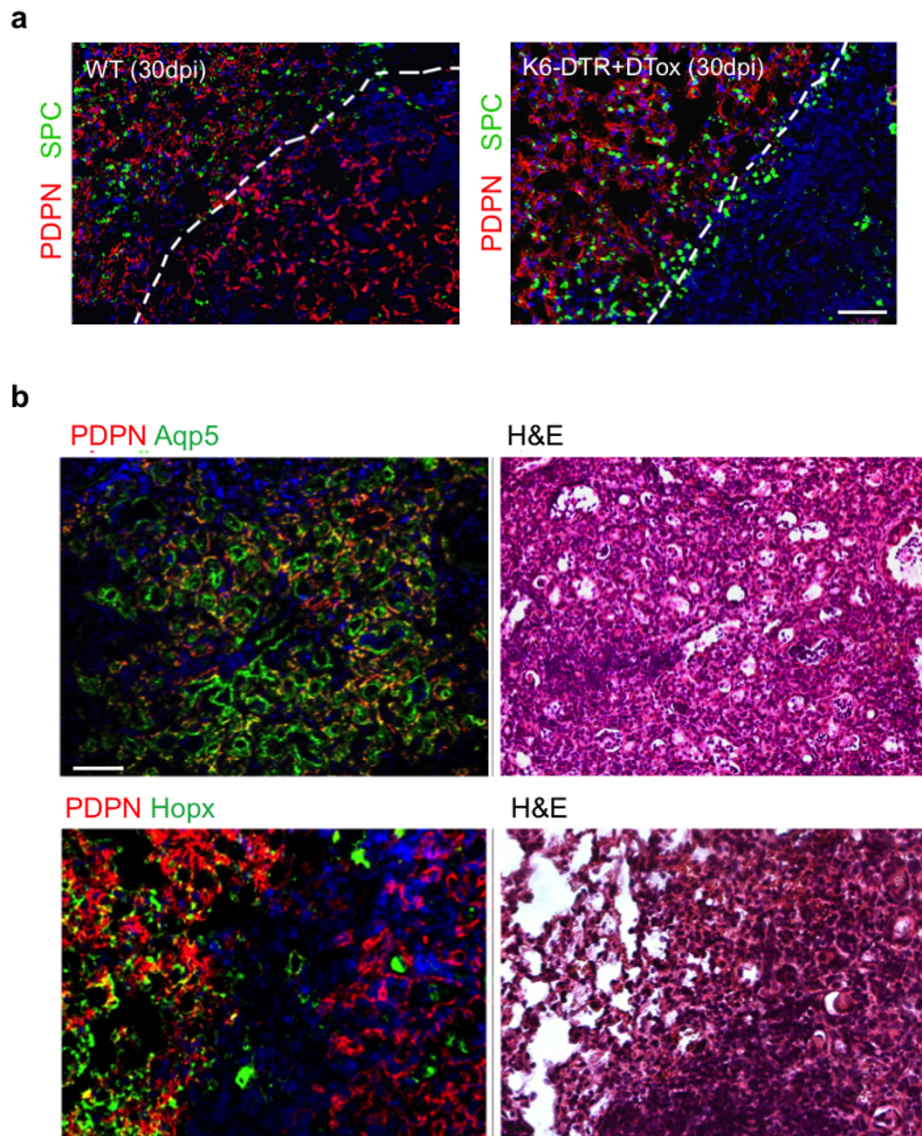 a
WT (30dpi)
K6-DTR+DTox (30dpi)
PDPN SPC
PDPN SPC
b
PDPN Aqp5
H&E
PDPN Hopx
H&E